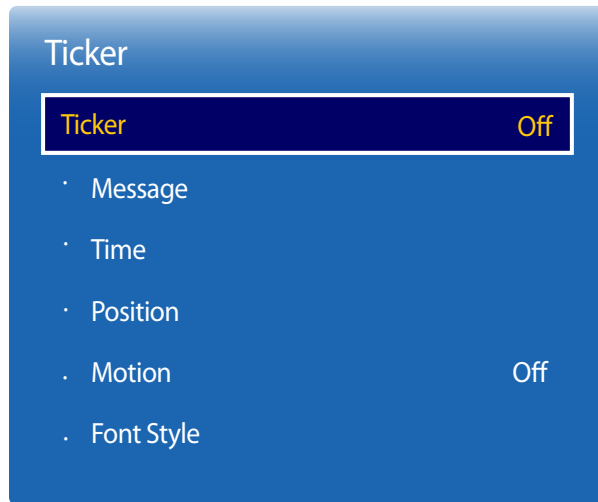 Ticker
Ticker Off
· Message
· Time
· Position
· Motion Off
· Font Style